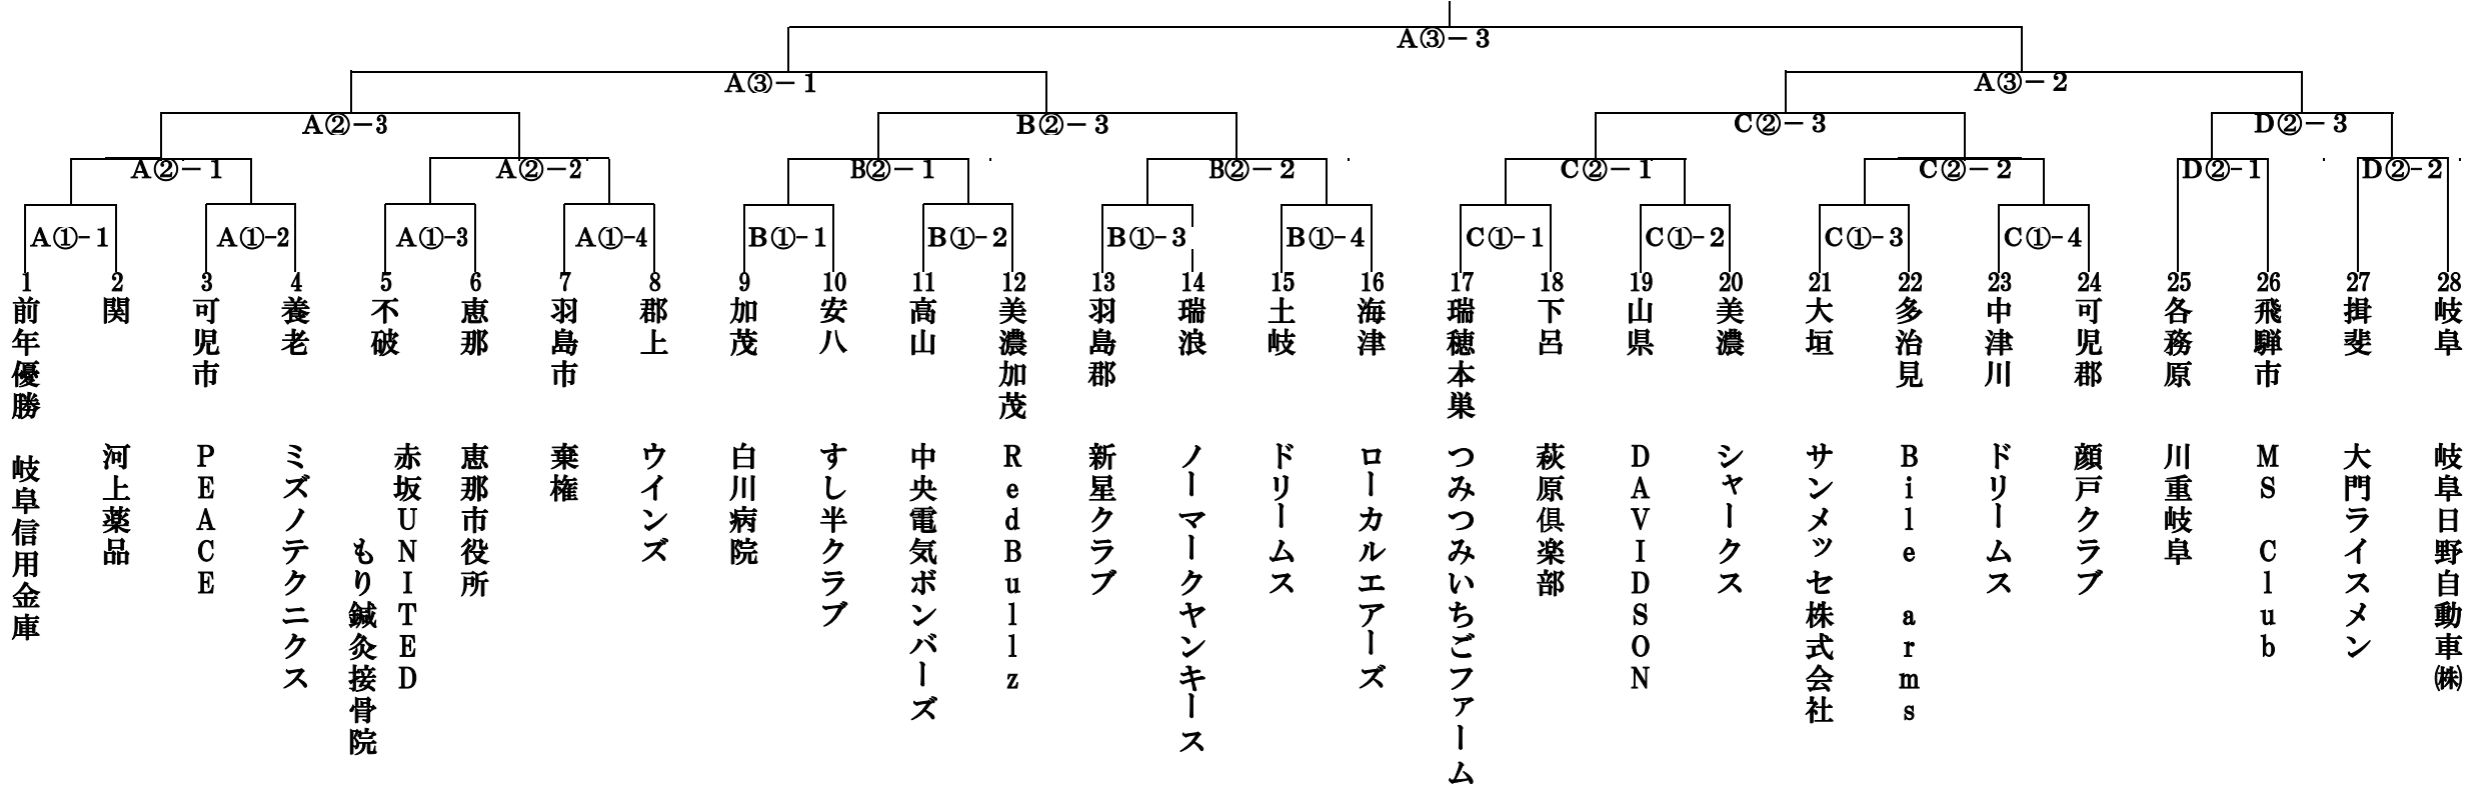 A③－3
A③－1
A③－2
A②－3
B②－3
C②－3
D②－3
A②－1
A②－2
B②－1
B②－2
C②－1
C②－2
D②-1
D②-2
A①-1
A①-2
A①-3
A①-4
B①-1
B①-2
B①-3
B①-4
C①-1
C①-2
C①-3
C①-4
1 前年優勝 岐阜信用金庫
2 関 河上薬品
3 可児市 PEACE
4 養老 ミズノテクニクス
5 不破 赤坂UNITED
もり鍼灸接骨院
6 恵那 恵那市役所
7 羽島市 棄権
8 郡上 ウインズ
9 加茂 白川病院
10 安八 すし半クラブ
11 高山 中央電気ボンバーズ
12 美濃加茂 RedBullz
13 羽島郡 新星クラブ
14 瑞浪 ノーマークヤンキース
15 土岐 ドリームス
16 海津 ローカルエアーズ
17 瑞穂本巣 つみつみいちごファーム
18 下呂 萩原倶楽部
19 山県 DAVIDSON
20 美濃 シャークス
21 大垣 サンメッセ株式会社
22 多治見 Bile arms
23 中津川 ドリームス
24 可児郡 顔戸クラブ
25 各務原 川重岐阜
26 飛騨市 MS Club
27 揖斐 大門ライスメン
28 岐阜 岐阜日野自動車㈱